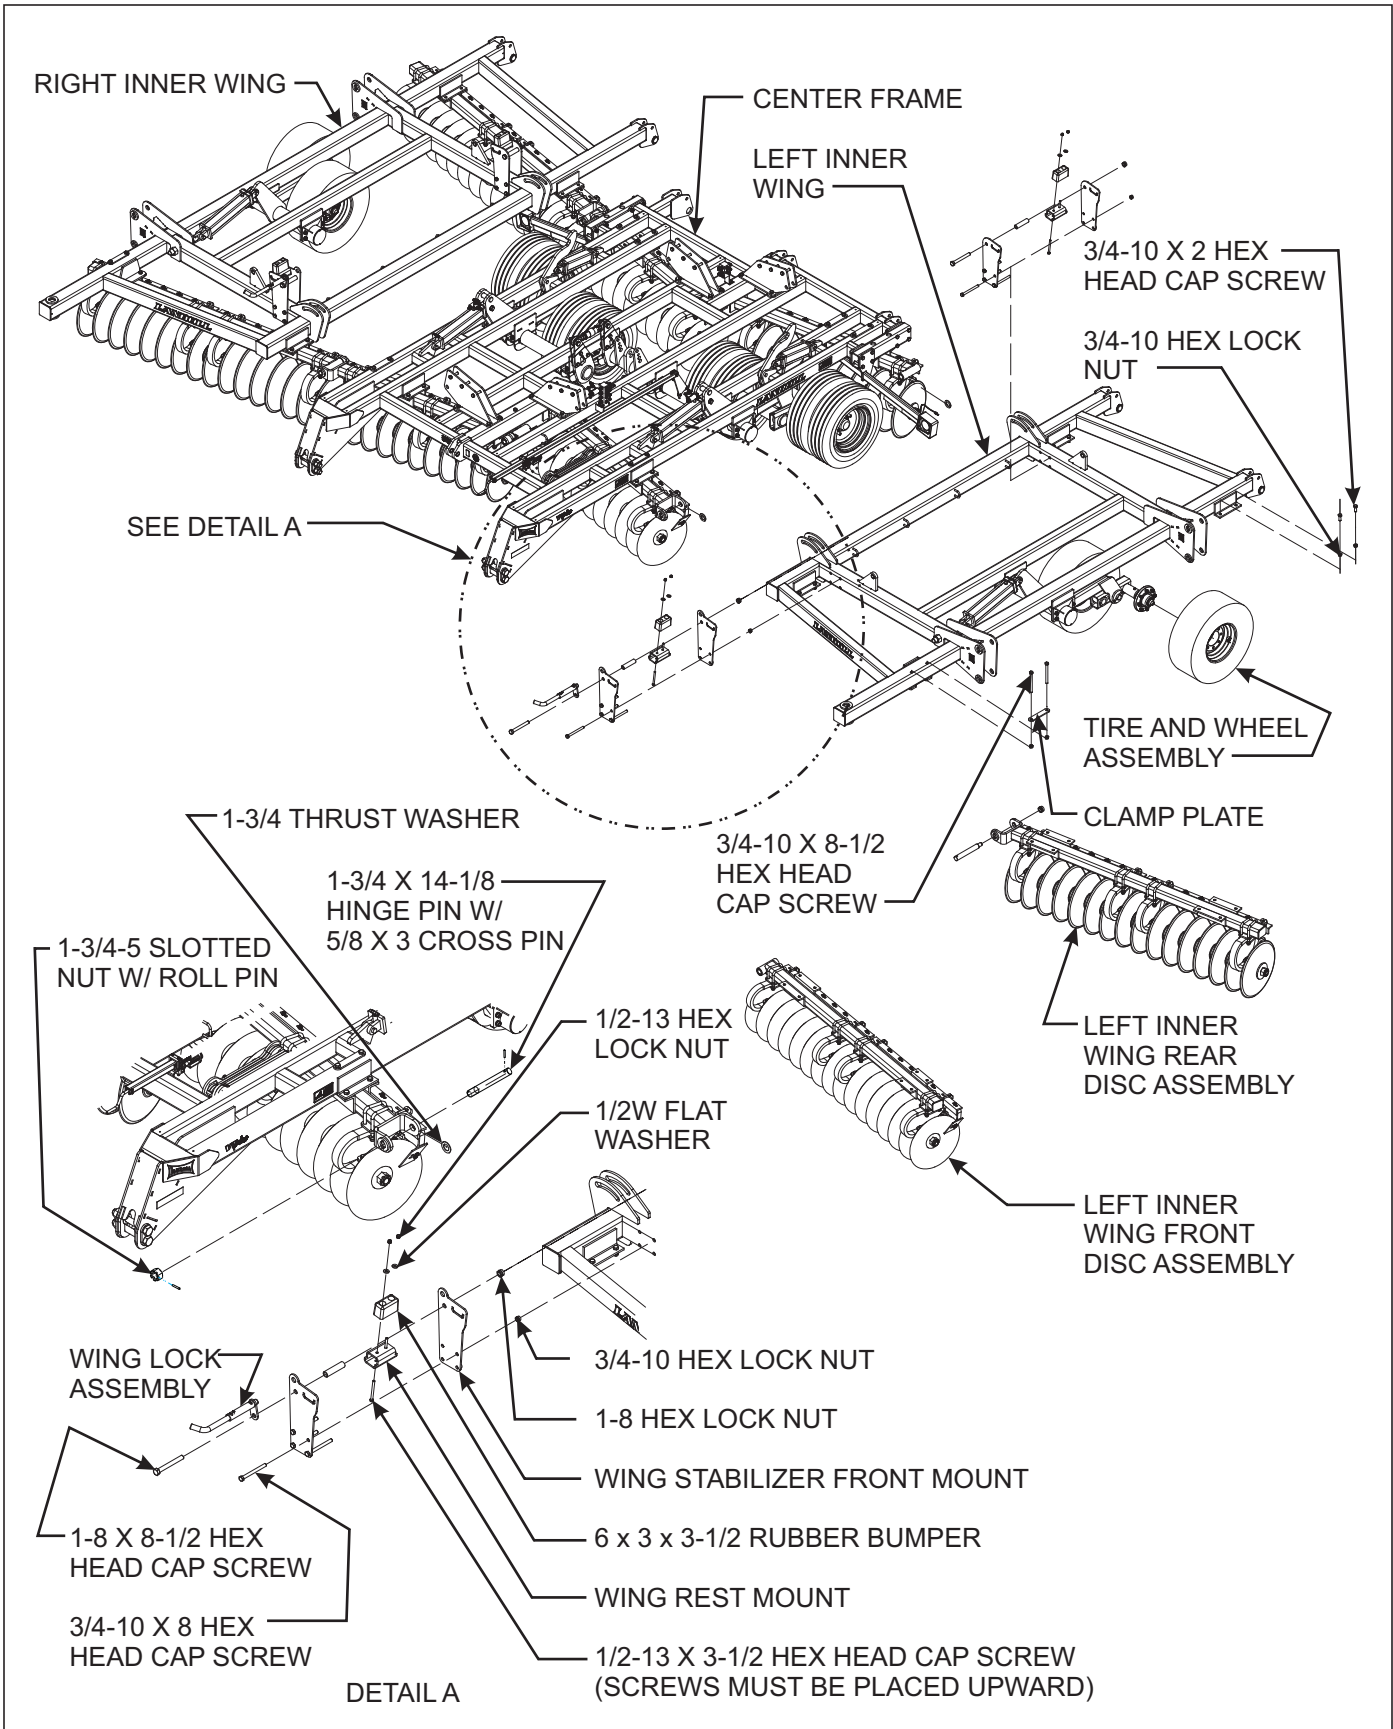 RIGHT INNER WING
CENTER FRAME
LEFT INNER
WING
3/4-10 X 2 HEX
HEAD CAP SCREW
3/4-10 HEX LOCK
NUT
SEE DETAIL A
TIRE AND WHEEL
ASSEMBLY
CLAMP PLATE
3/4-10 X 8-1/2
HEX HEAD
CAP SCREW
1-3/4 THRUST WASHER
1-3/4 X 14-1/8
HINGE PIN W/
5/8 X 3 CROSS PIN
1-3/4-5 SLOTTED
NUT W/ ROLL PIN
1/2-13 HEX
LOCK NUT
1/2W FLAT
WASHER
LEFT INNER
WING REAR
DISC ASSEMBLY
LEFT INNER
WING FRONT
DISC ASSEMBLY
WING LOCK
ASSEMBLY
3/4-10 HEX LOCK NUT
1-8 HEX LOCK NUT
WING STABILIZER FRONT MOUNT
1-8 X 8-1/2 HEX
HEAD CAP SCREW
6 x 3 x 3-1/2 RUBBER BUMPER
WING REST MOUNT
3/4-10 X 8 HEX
HEAD CAP SCREW
1/2-13 X 3-1/2 HEX HEAD CAP SCREW
(SCREWS MUST BE PLACED UPWARD)
DETAIL A